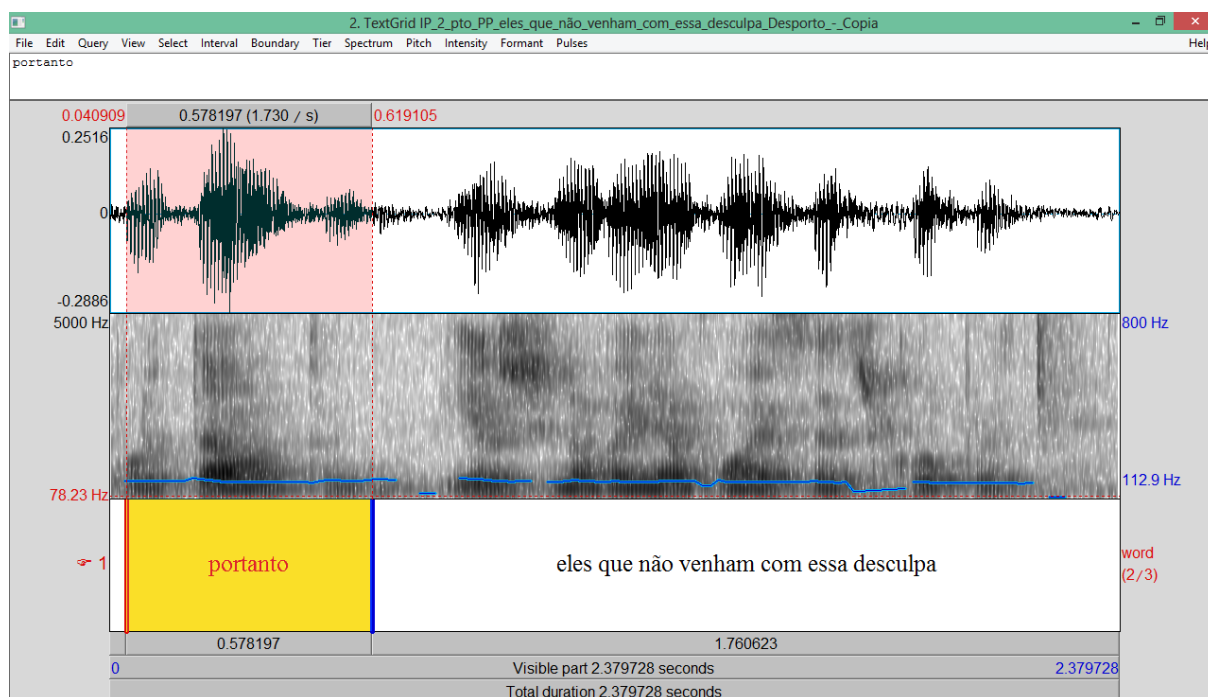 2. TextGrid IP_2_pto_PP_eles_que_não_venham_com_essa_desculpa_Desporto_-_Copia
File Edit Query View Select Interval Boundary Tier Spectrum Pitch Intensity Formant Pulses Help
portanto
0.040909 0.578197 (1.730 / s) 0.619105
0.2516
0
-0.2886
5000 Hz 800 Hz
78.23 Hz 112.9 Hz
☞ 1 portanto eles que não venham com essa desculpa word
(2/3)
0.578197 1.760623
0 Visible part 2.379728 seconds 2.379728
Total duration 2.379728 seconds